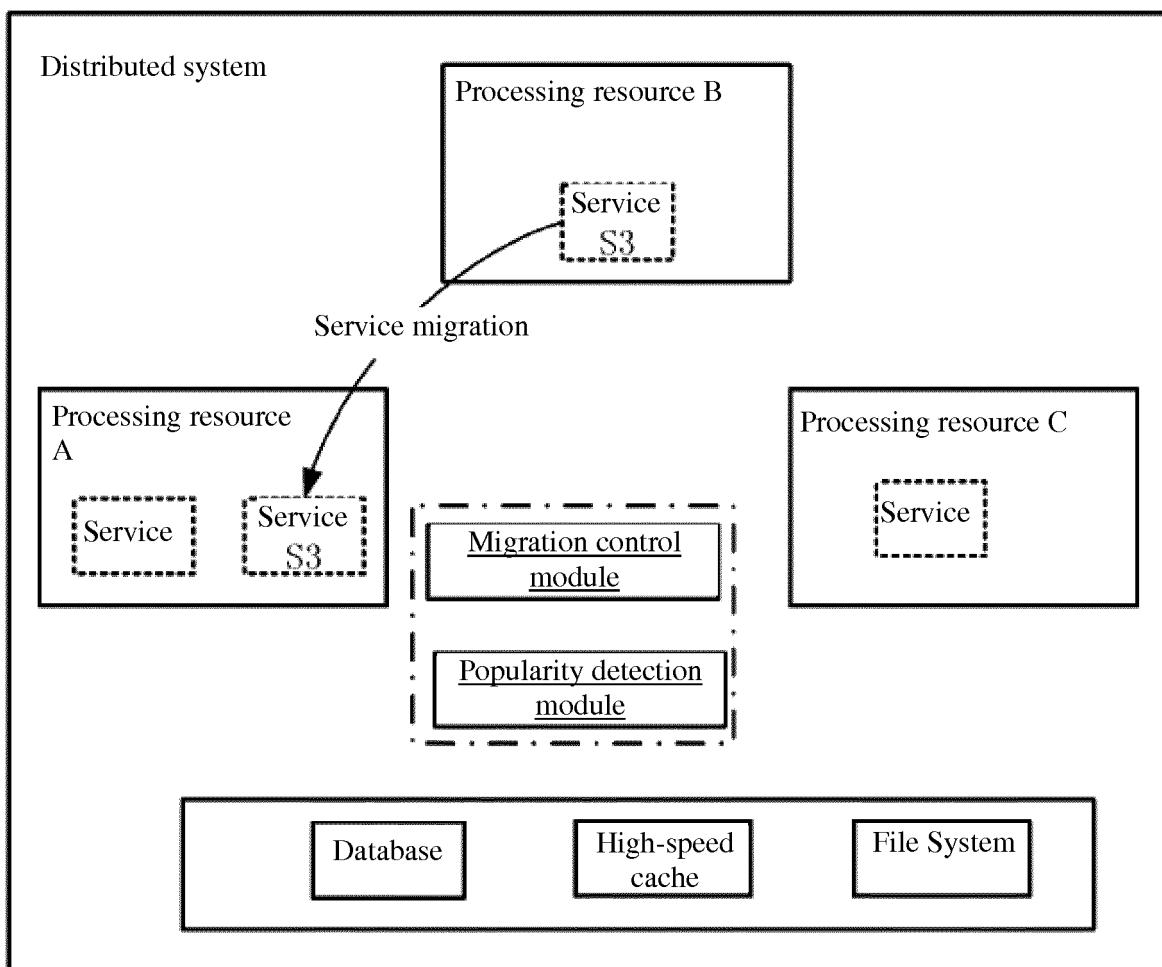 Distributed system
Processing resource B
Service
S3
Service migration
Processing resource
A
Service
Service
S3
Migration control
module
Popularity detection
module
Processing resource C
Service
Database
High-speed
cache
File System